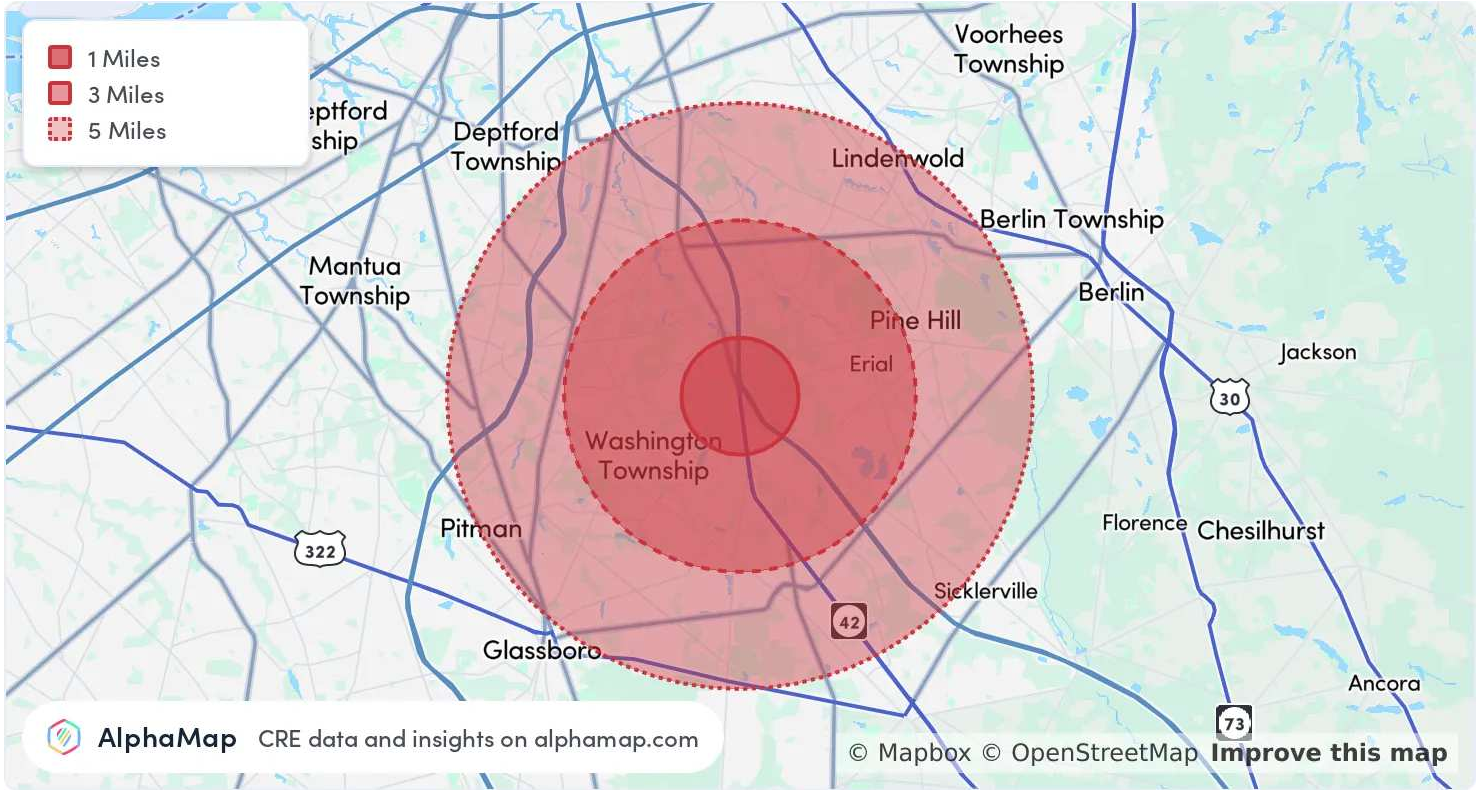 1 Miles
3 Miles
5 Miles
Voorhees
Township
eptford
ship
Deptford
Township
Lindenwold
Berlin Township
Mantua
Township
Berlin
Pine Hill
Erial
Jackson
30
Washington
Township
Pitman
322
Florence
Chesilhurst
Sicklerville
42
Glassboro
Ancora
73
AlphaMap
CRE data and insights on alphamap.com
© Mapbox © OpenStreetMap Improve this map